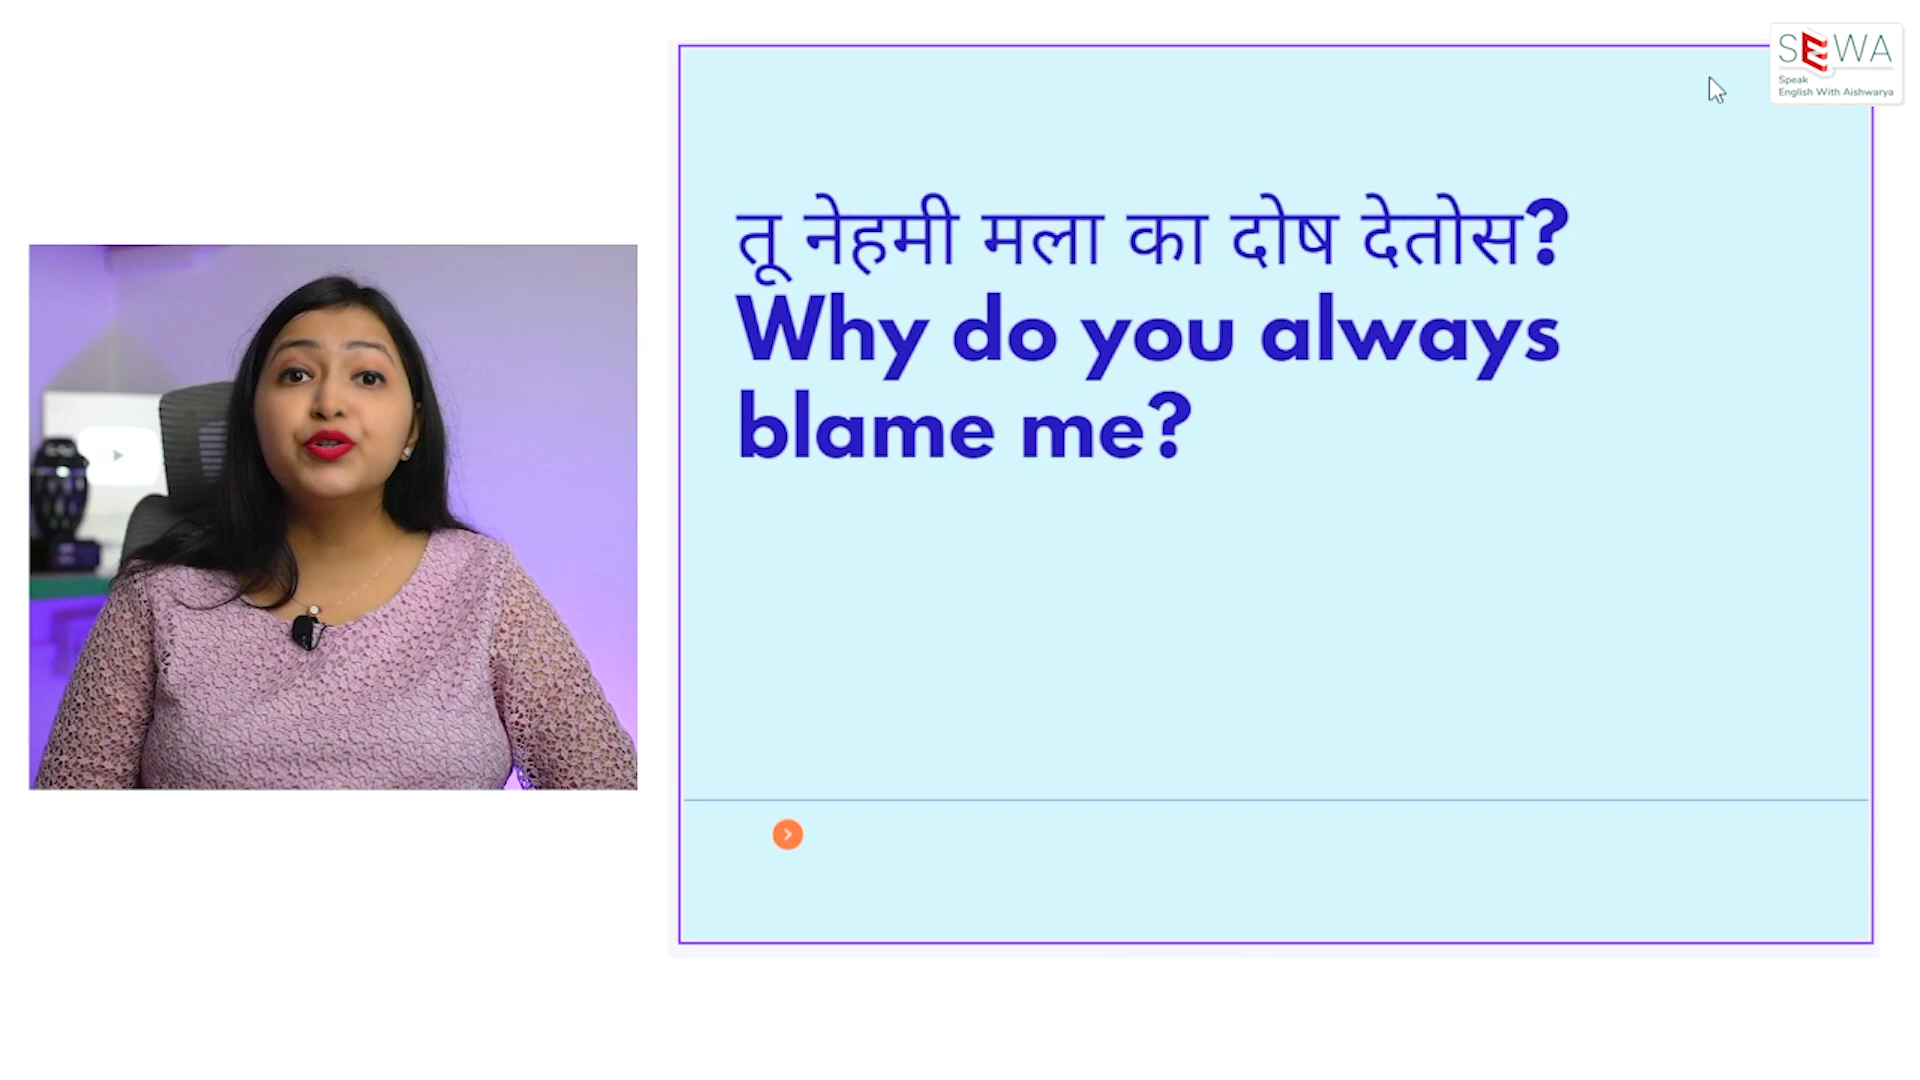 SEWA
Speak
English With Aishwarya
तू नेहमी मला का दोष देतोस?
Why do you always
blame me?